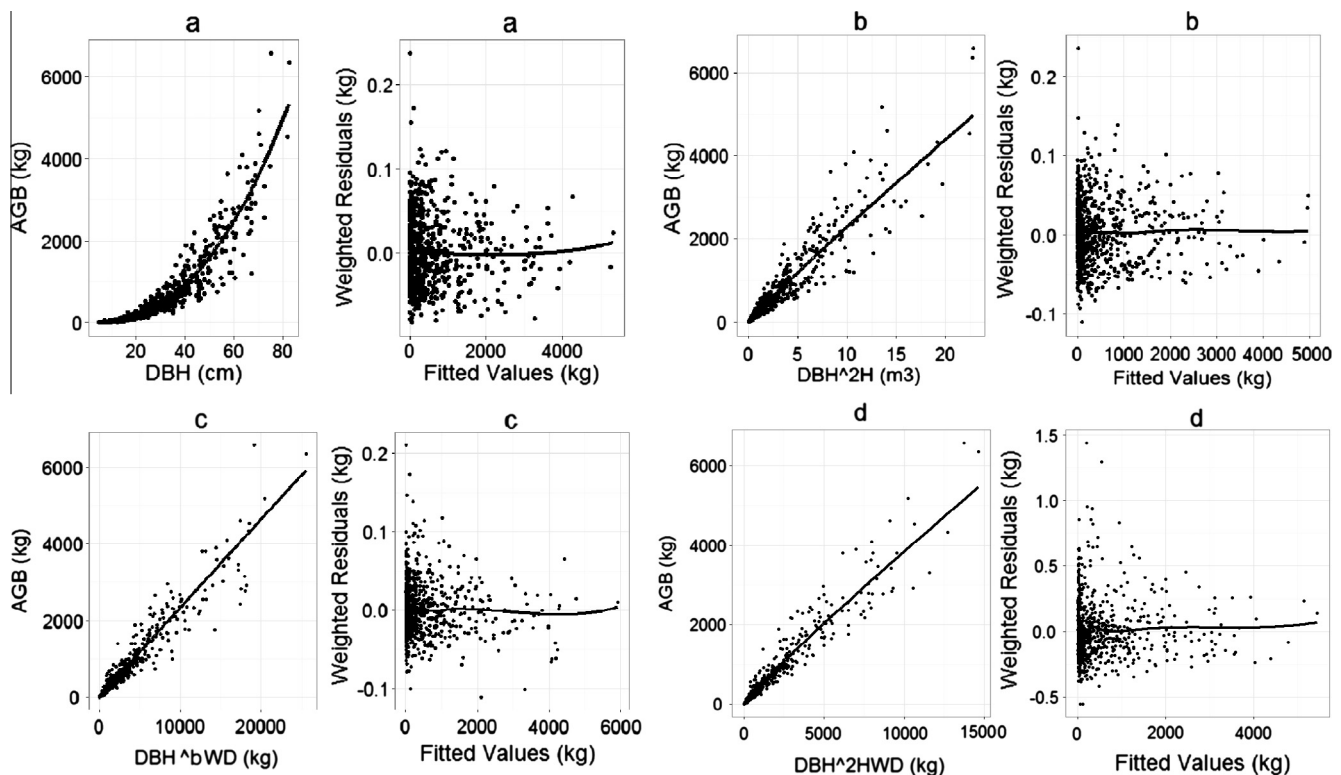 a
AGB (kg)
6000
4000
2000
0
20
40
60
80
DBH (cm)
a
Weighted Residuals (kg)
0.2
0.1
0.0
0
2000
4000
Fitted Values (kg)
b
AGB (kg)
6000
4000
2000
0
0
5
10
15
20
DBH^2H (m3)
b
Weighted Residuals (kg)
0.2
0.1
0.0
-0.1
0
1000
2000
3000
4000
5000
Fitted Values (kg)
c
AGB (kg)
6000
4000
2000
0
0
10000
20000
DBH ^bWD (kg)
c
Weighted Residuals (kg)
0.2
0.1
0.0
-0.1
0
1000
2000
3000
4000
5000
6000
Fitted Values (kg)
d
AGB (kg)
6000
4000
2000
0
0
5000
10000
15000
DBH^2HWD (kg)
d
Weighted Residuals (kg)
1.5
1.0
0.5
0.0
-0.5
0
2000
4000
Fitted Values (kg)